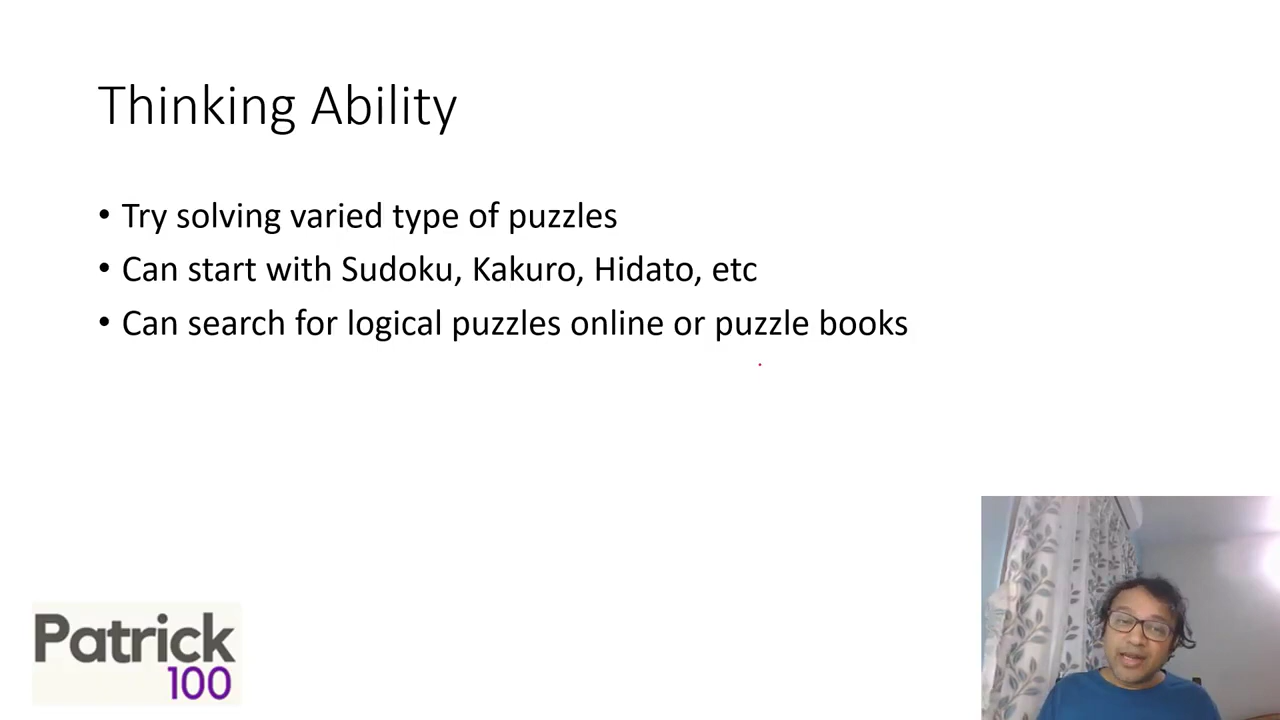 Thinking Ability
• Try solving varied type of puzzles
• Can start with Sudoku, Kakuro, Hidato, etc
• Can search for logical puzzles online or puzzle books
Patrick
100